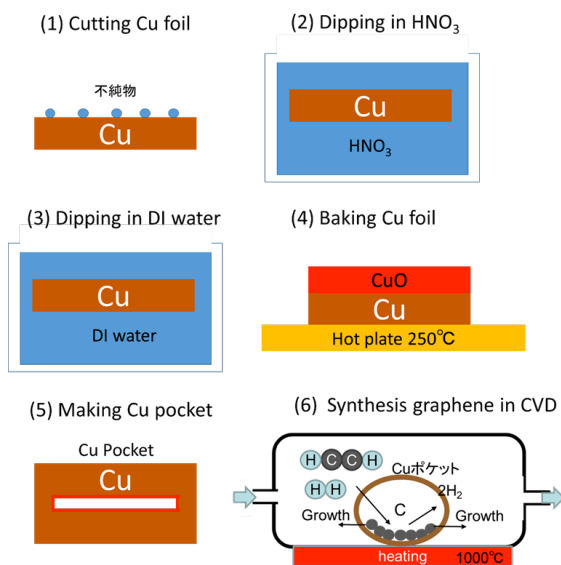 (1) Cutting Cu foil
不純物
Cu
(2) Dipping in HNO₃
Cu
HNO₃
(3) Dipping in DI water
Cu
DI water
(4) Baking Cu foil
CuO
Cu
Hot plate 250℃
(5) Making Cu pocket
Cu Pocket
Cu
(6) Synthesis graphene in CVD
H C C H
H H
Cuポケット
C
2H₂
Growth
Growth
heating
1000℃